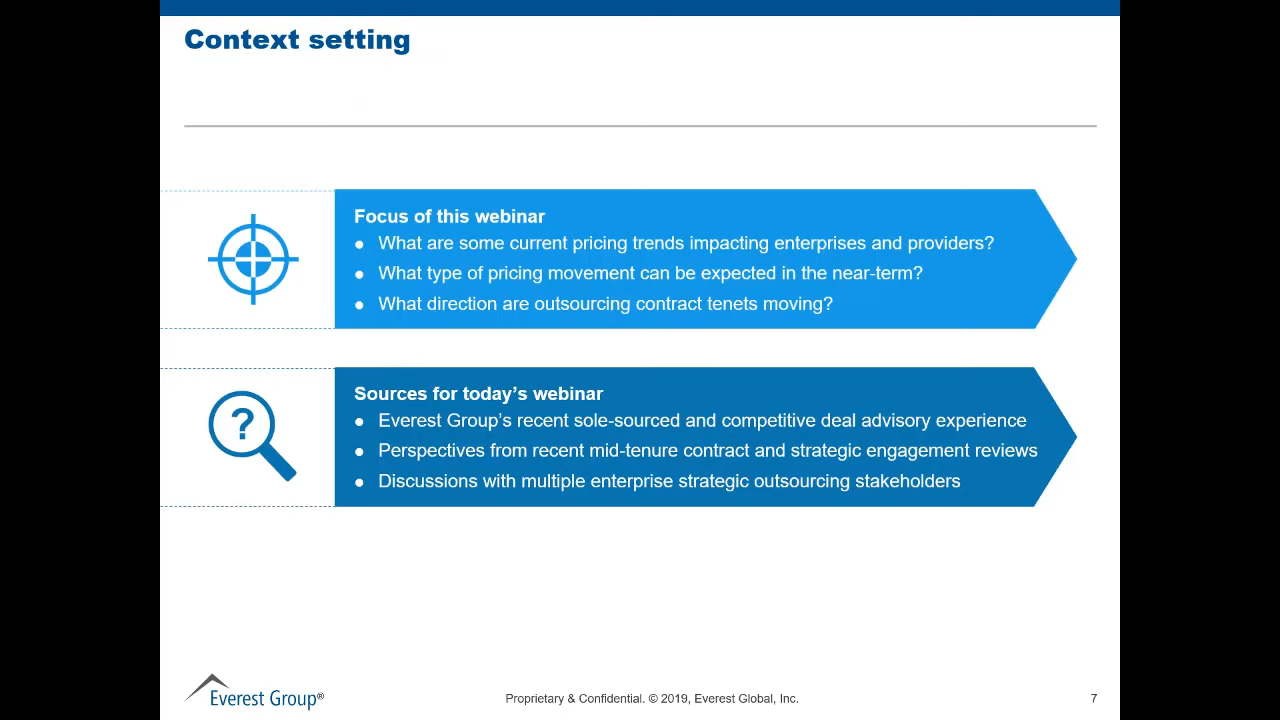 Context setting
Focus of this webinar
● What are some current pricing trends impacting enterprises and providers?
● What type of pricing movement can be expected in the near-term?
● What direction are outsourcing contract tenets moving?
?
Sources for today’s webinar
● Everest Group’s recent sole-sourced and competitive deal advisory experience
● Perspectives from recent mid-tenure contract and strategic engagement reviews
● Discussions with multiple enterprise strategic outsourcing stakeholders
Everest Group®
Proprietary & Confidential. © 2019, Everest Global, Inc.
7